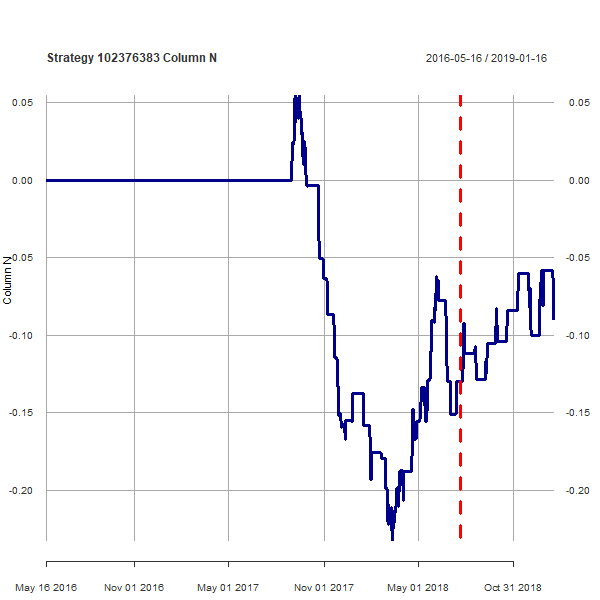 Strategy 102376383 Column N
2016-05-16 / 2019-01-16
0.05
0.05
0.00
0.00
-0.05
-0.05
Column N
-0.10
-0.10
-0.15
-0.15
-0.20
-0.20
May 16 2016
Nov 01 2016
May 01 2017
Nov 01 2017
May 01 2018
Oct 31 2018